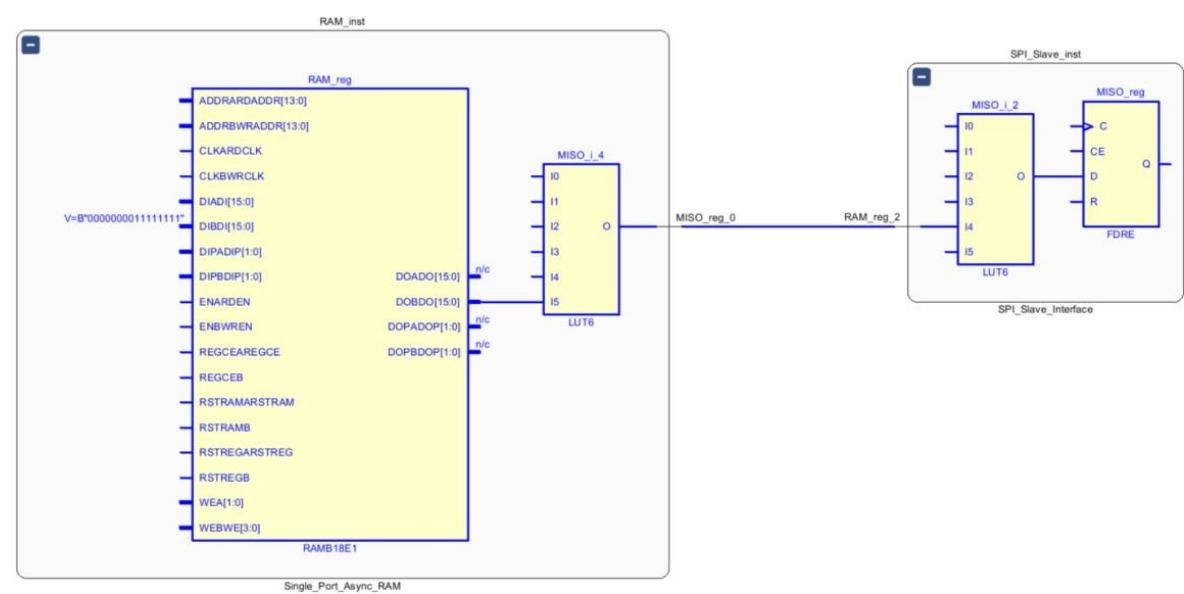 RAM_inst
RAM_reg
ADDRARDADDR[13:0]
ADDRBWRADDR[13:0]
CLKARDCLK
CLKBWRCLK
DIADI[15:0]
V=B"0000000011111111"
DIBDI[15:0]
DIPADIP[1:0]
DIPBDIP[1:0]
ENARDEN
ENBWREN
REGCEAREGCE
REGCEB
RSTRAMARSTRAM
RSTRAMB
RSTREGARSTREG
RSTREGB
WEA[1:0]
WEBWE[3:0]
DOADO[15:0]
n/c
DOBDO[15:0]
DOPADOP[1:0]
n/c
DOPBDOP[1:0]
n/c
RAMB18E1
MISO_i_4
I0
I1
I2
I3
I4
I5
O
LUT6
Single_Port_Async_RAM
MISO_reg_0
RAM_reg_2
SPI_Slave_inst
MISO_i_2
I0
I1
I2
I3
I4
I5
O
LUT6
MISO_reg
C
CE
D
R
Q
FDRE
SPI_Slave_Interface